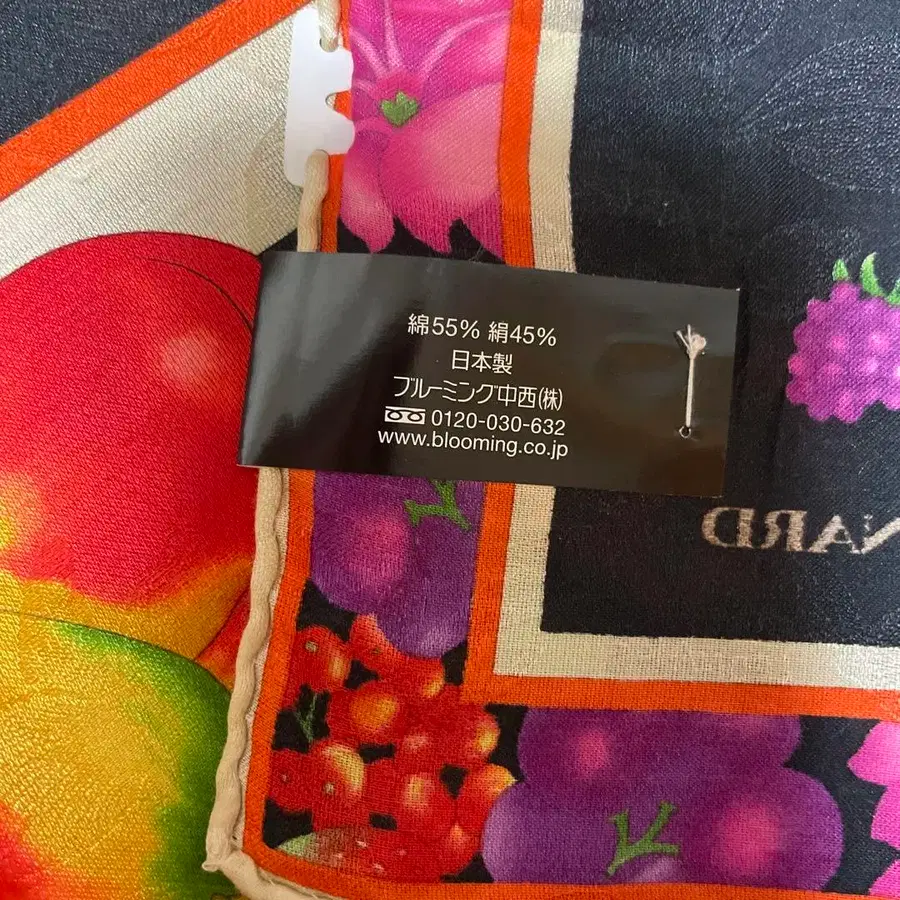 綿55% 絹45%
日本製
ブルーミング中西(株)
0120-030-632
www.blooming.co.jp
NARD